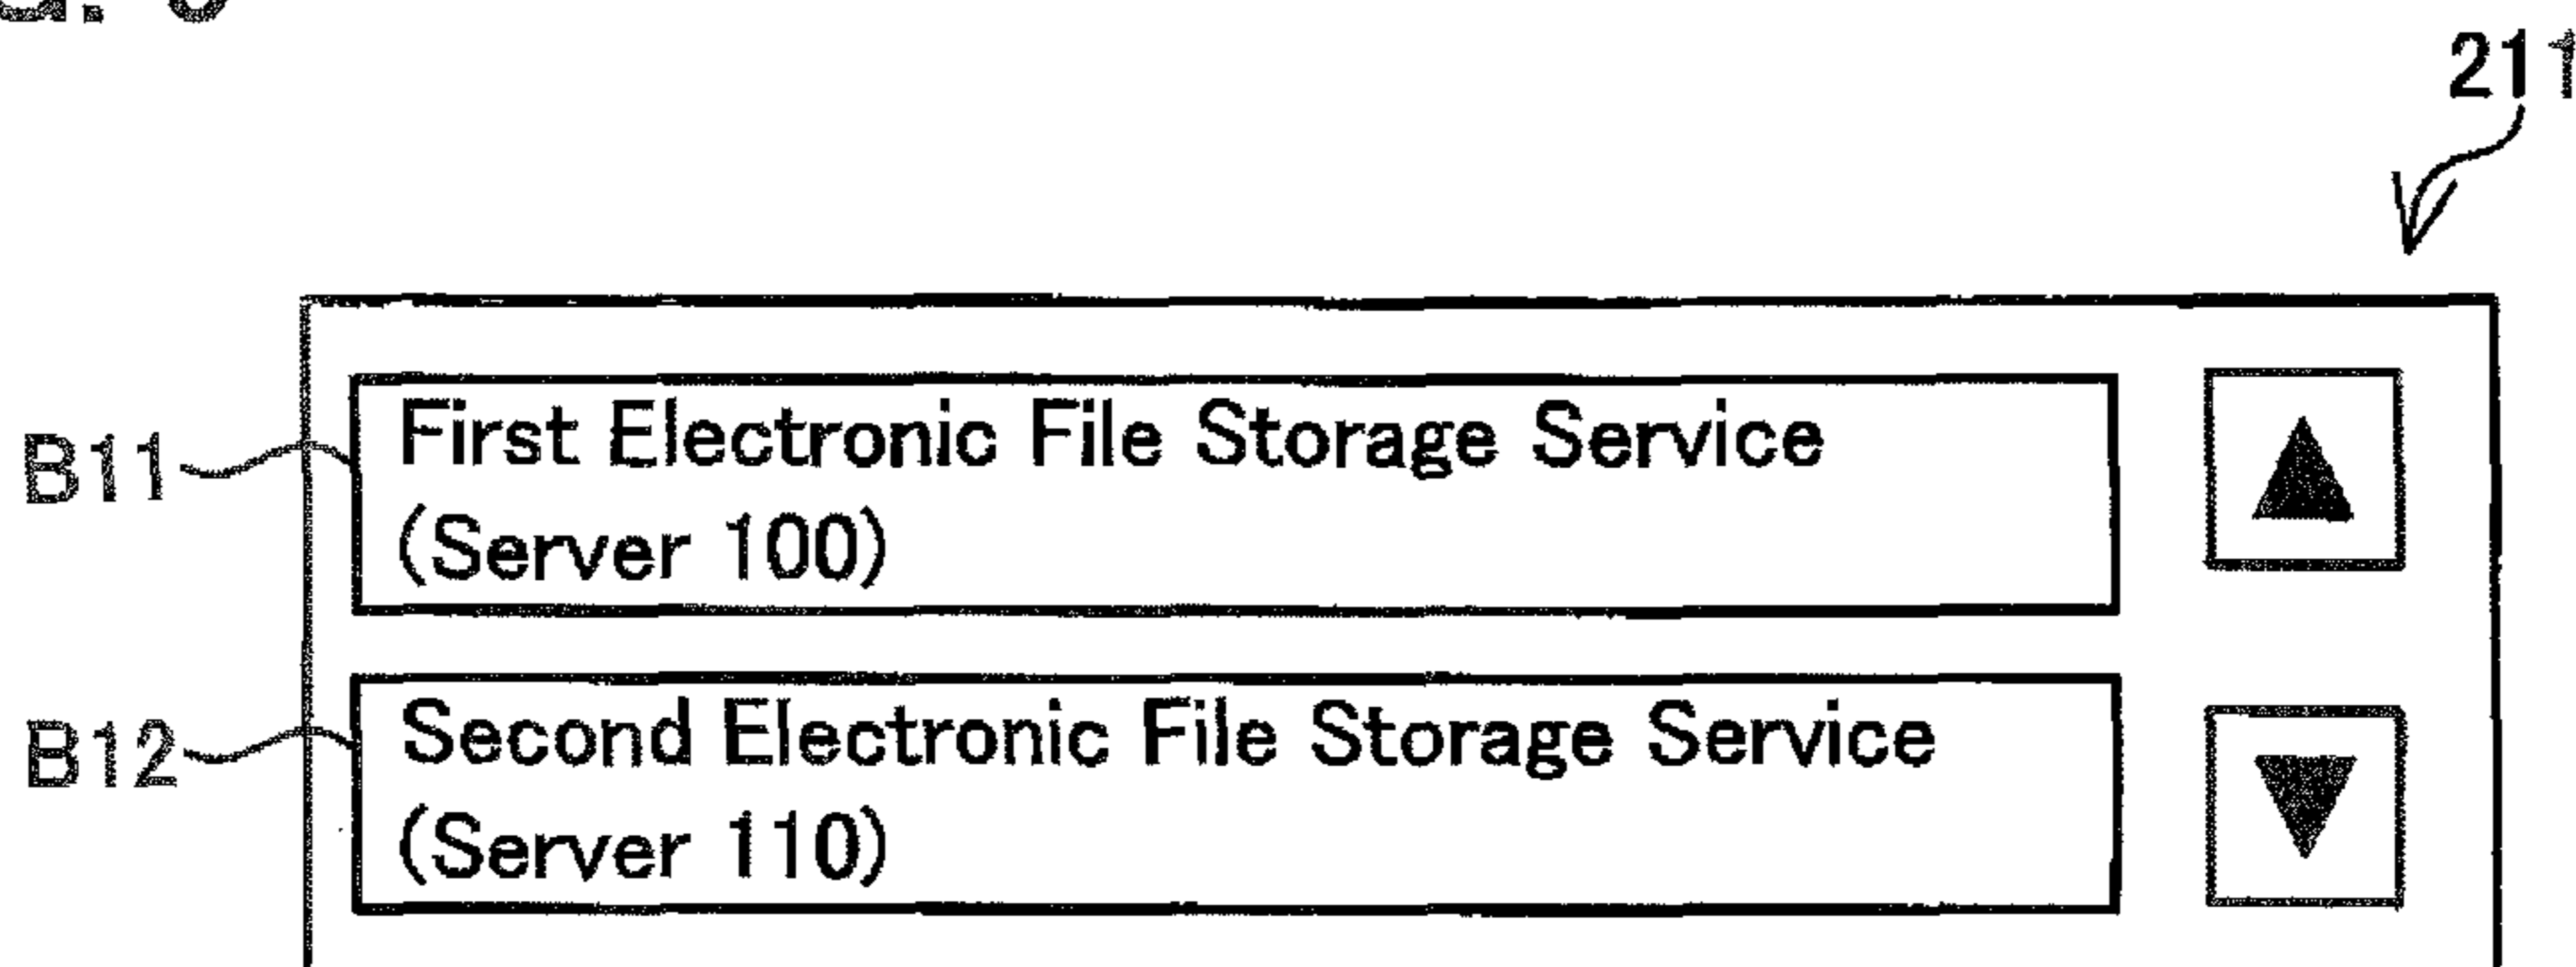 211
B11
First Electronic File Storage Service
(Server 100)
B12
Second Electronic File Storage Service
(Server 110)